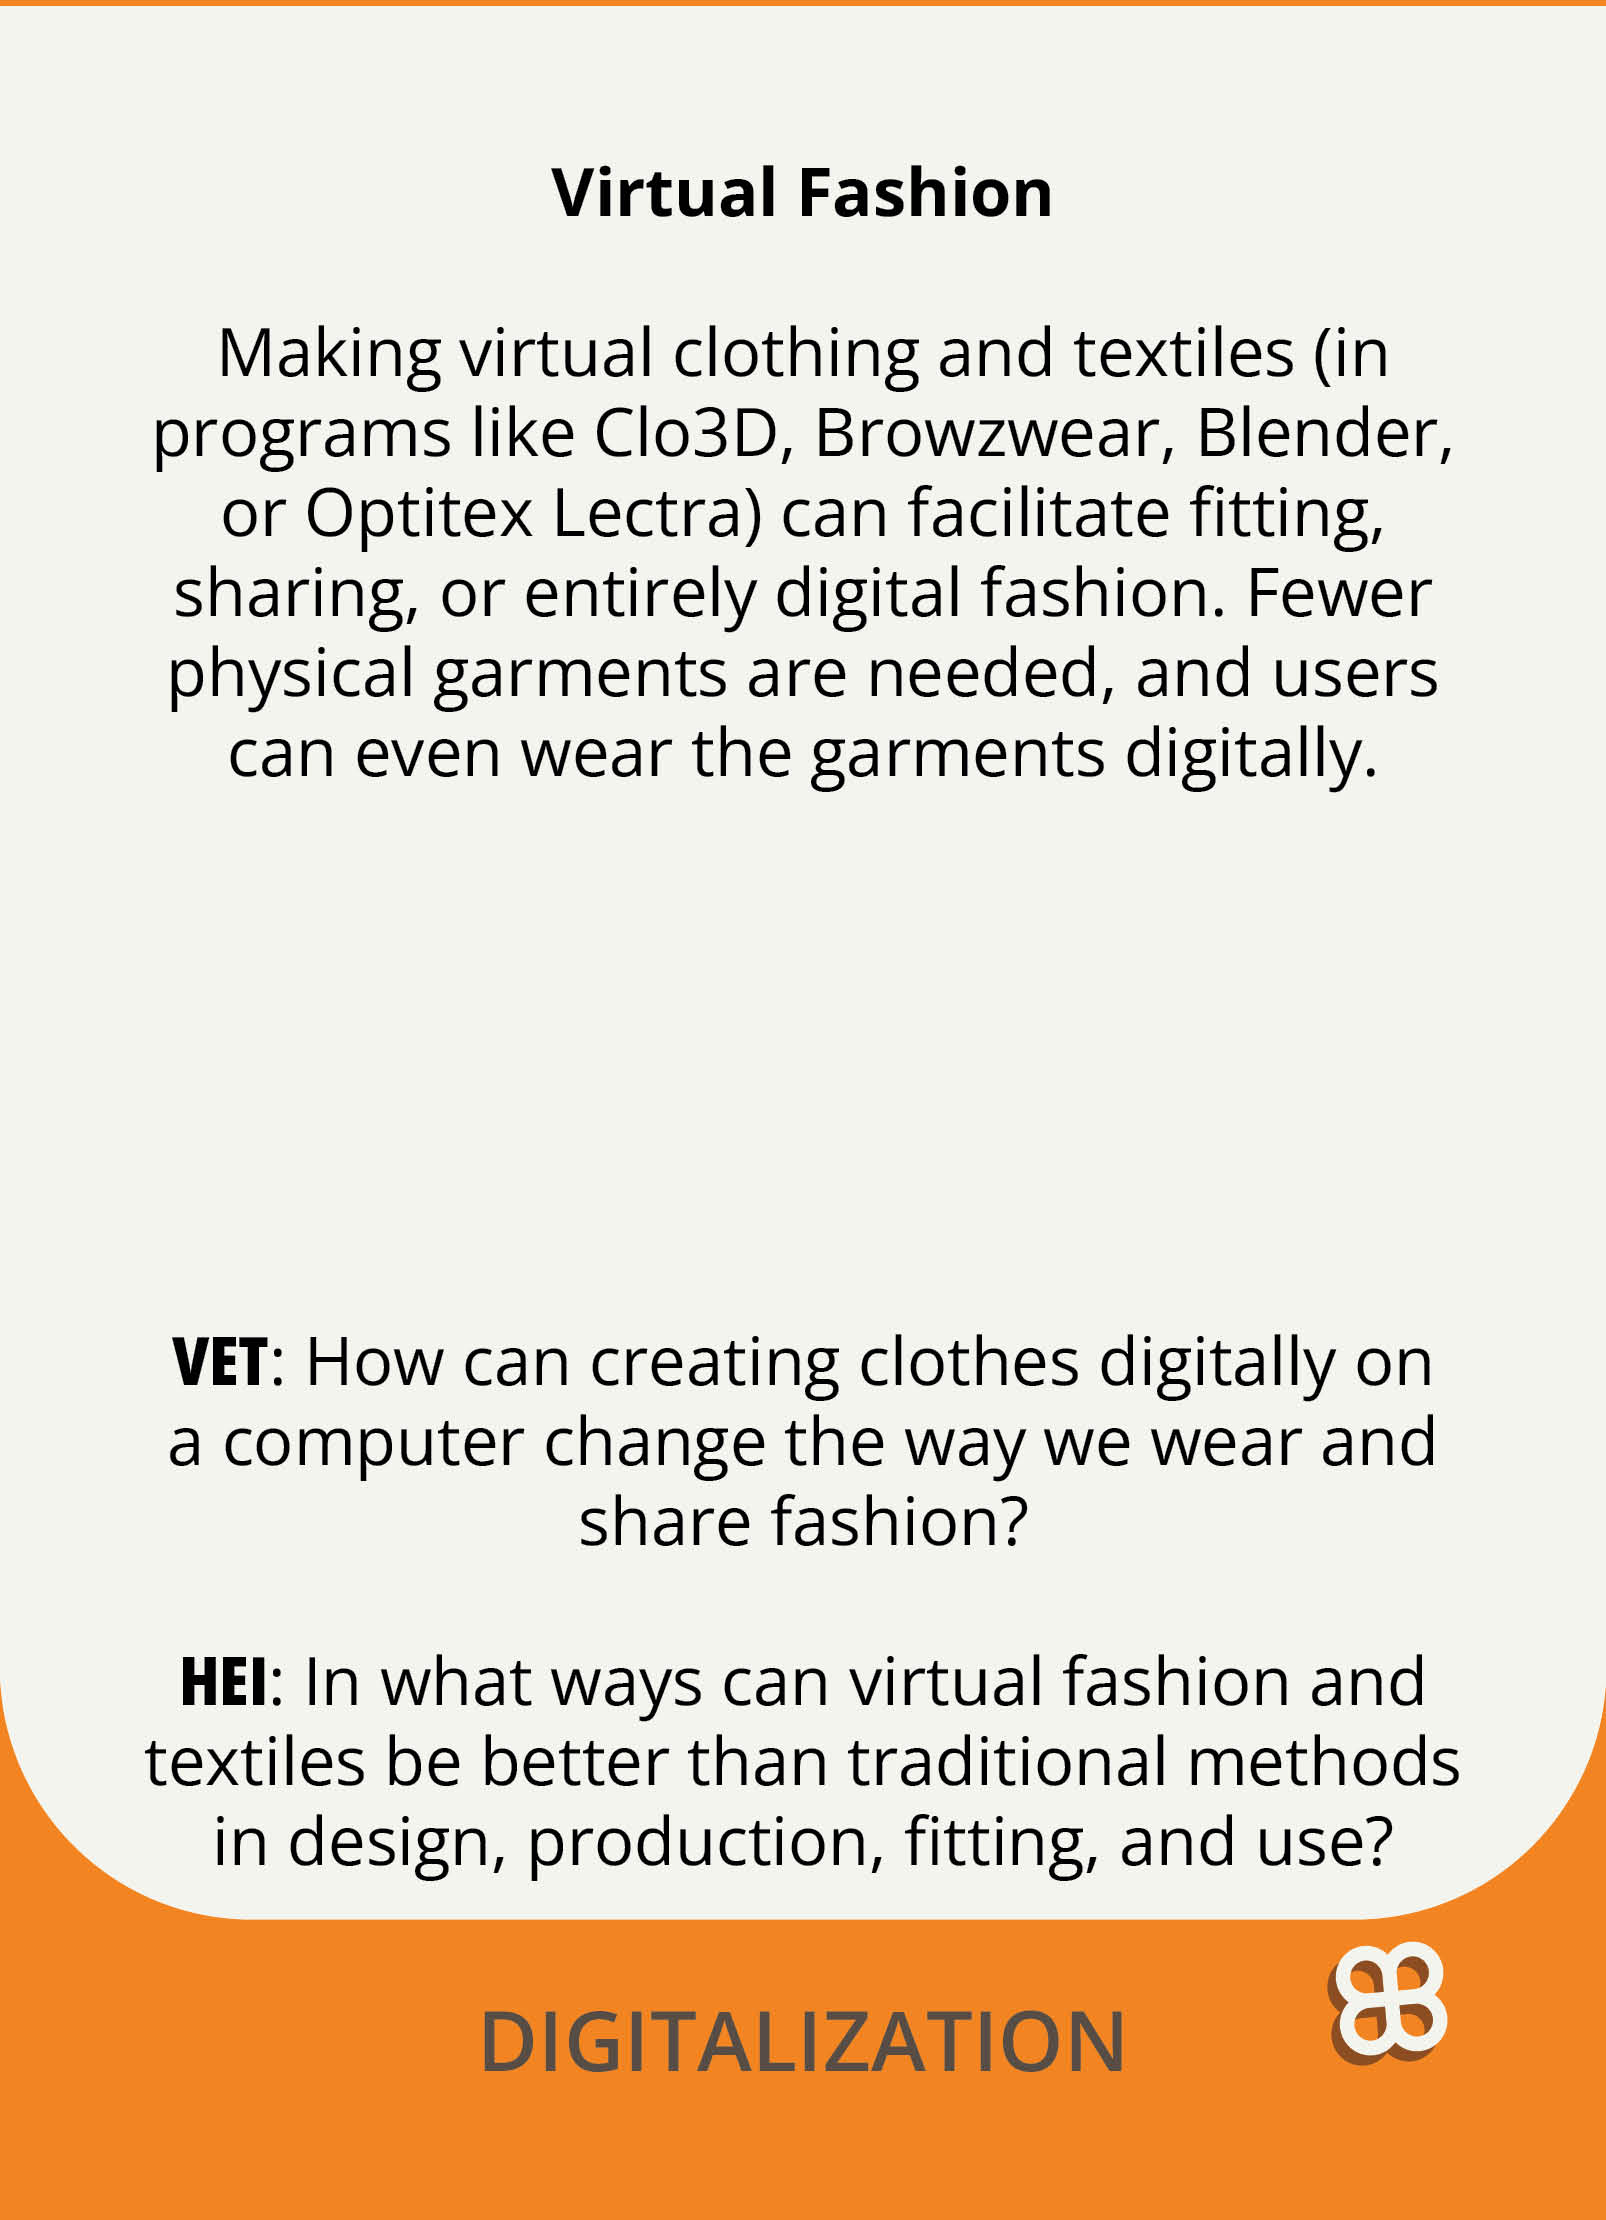 Virtual Fashion
Making virtual clothing and textiles (in
programs like Clo3D, Browzwear, Blender,
or Optitex Lectra) can facilitate fitting,
sharing, or entirely digital fashion. Fewer
physical garments are needed, and users
can even wear the garments digitally.
VET: How can creating clothes digitally on
a computer change the way we wear and
share fashion?
HEI: In what ways can virtual fashion and
textiles be better than traditional methods
in design, production, fitting, and use?
DIGITALIZATION